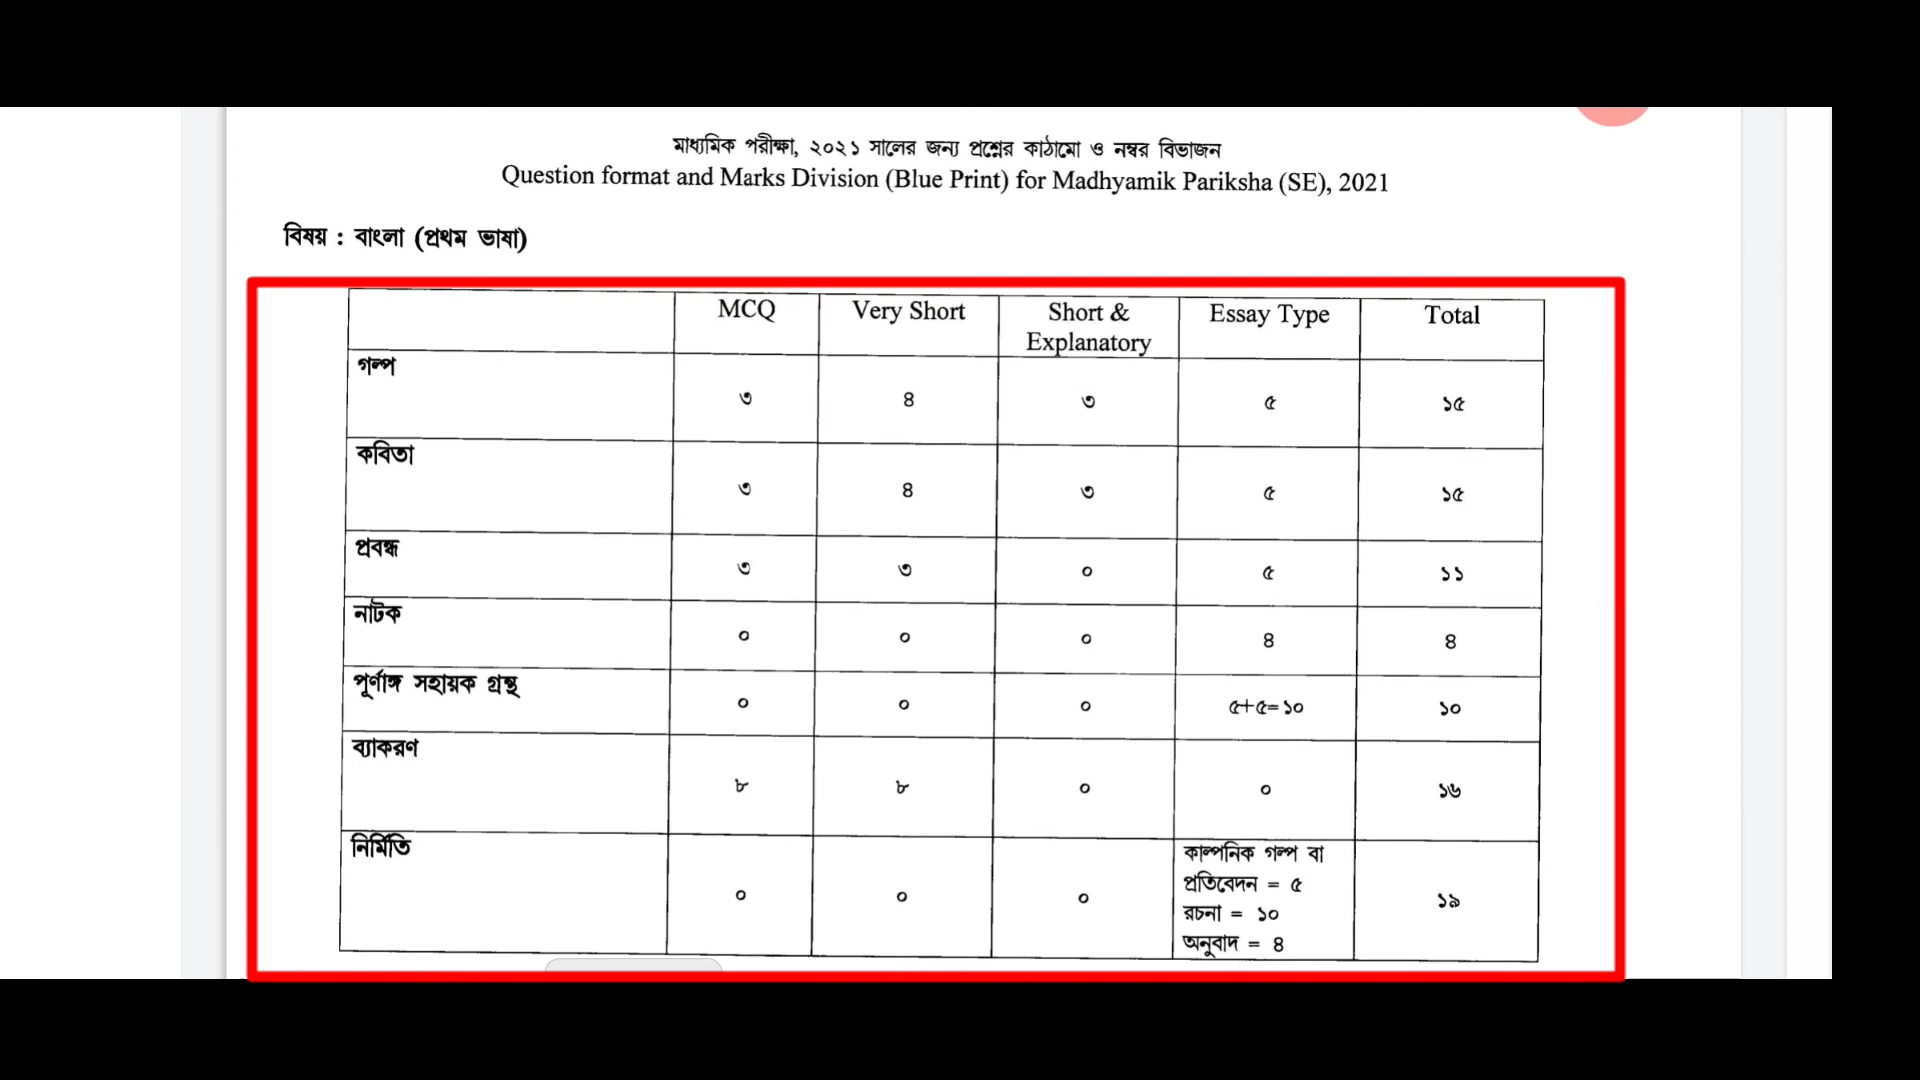 মাধ্যমিক পরীক্ষা, ২০২১ সালের জন্য প্রশ্নের কাঠামো ও নম্বর বিভাজন
Question format and Marks Division (Blue Print) for Madhyamik Pariksha (SE), 2021
বিষয় : বাংলা (প্রথম ভাষা)
MCQ Very Short Short & Explanatory Essay Type Total
গল্প ৩ ৪ ৩ ৫ ১৫
কবিতা ৩ ৪ ৩ ৫ ১৫
প্রবন্ধ ৩ ৩ ০ ৫ ১১
নাটক ০ ০ ০ ৪ ৪
পূর্ণাঙ্গ সহায়ক গ্রন্থ ০ ০ ০ ৫+৫=১০ ১০
ব্যাকরণ ৮ ৮ ০ ০ ১৬
নির্মিতি ০ ০ ০ কাল্পনিক গল্প বা
প্রতিবেদন = ৫
রচনা = ১০
অনুবাদ = ৪
১৯